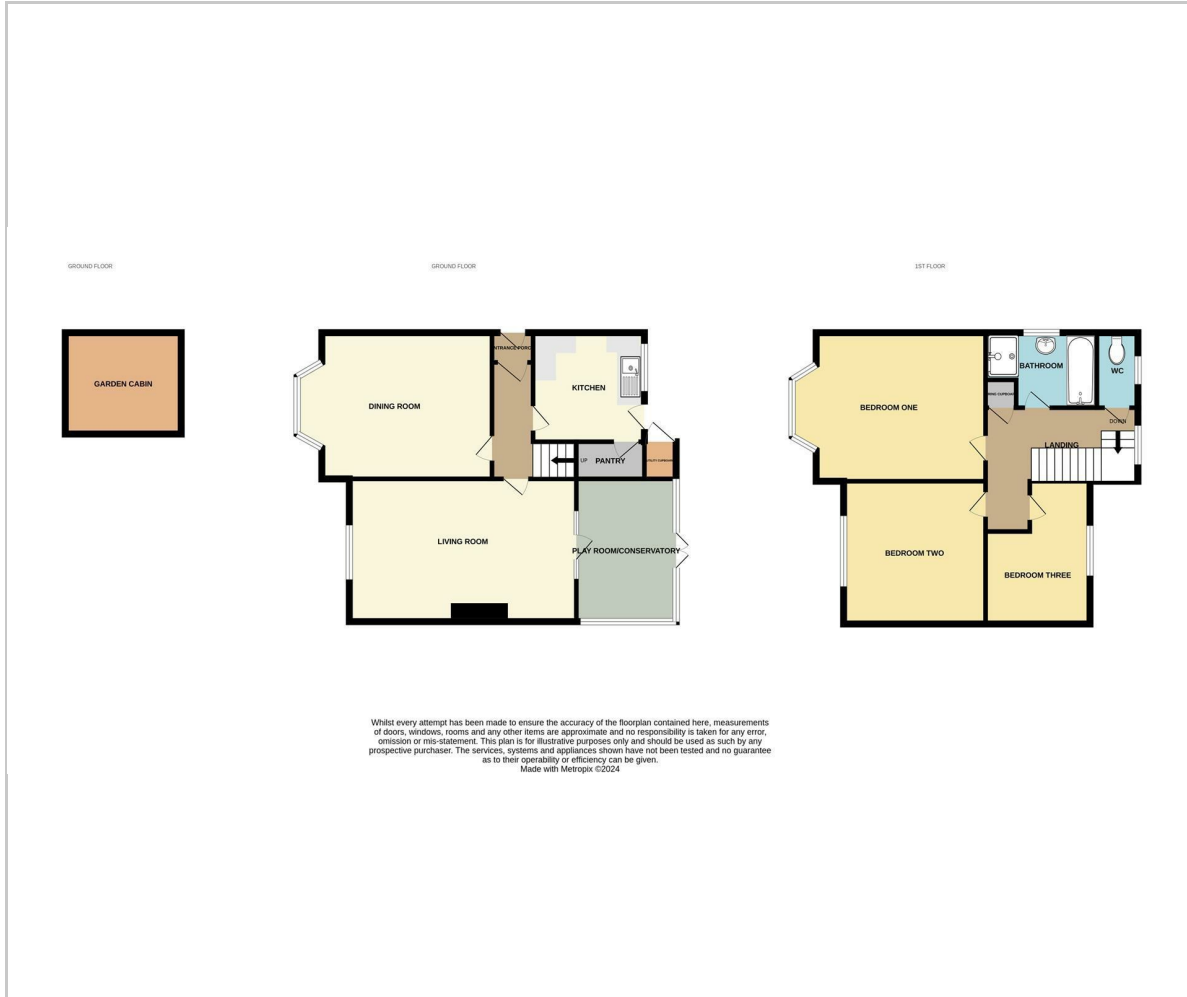 GROUND FLOOR
GARDEN CABIN
GROUND FLOOR
NTRANCE PORC
DINING ROOM
KITCHEN
UP
PANTRY
UTILITY CUPBOARD
LIVING ROOM
PLAY ROOM/CONSERVATORY
1ST FLOOR
BATHROOM
WC
BEDROOM ONE
DOWN
LANDING
BEDROOM TWO
BEDROOM THREE
Whilst every attempt has been made to ensure the accuracy of the floorplan contained here, measurements
of doors, windows, rooms and any other items are approximate and no responsibility is taken for any error,
omission or mis-statement. This plan is for illustrative purposes only and should be used as such by any
prospective purchaser. The services, systems and appliances shown have not been tested and no guarantee
as to their operability or efficiency can be given.
Made with Metropix ©2024